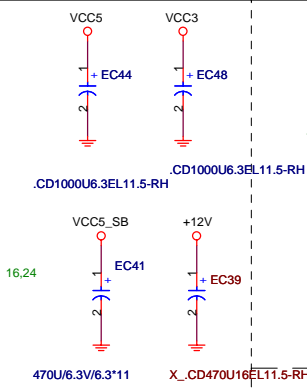 VCC5 VCC3
1 + EC44 1 + EC48
2 2
.CD1000U6.3EL11.5-RH
.CD1000U6.3EL11.5-RH
VCC5_SB +12V
1 + EC41 1 + EC39
16,24
2 2
470U/6.3V/6.3*11 X_.CD470U16EL11.5-RH